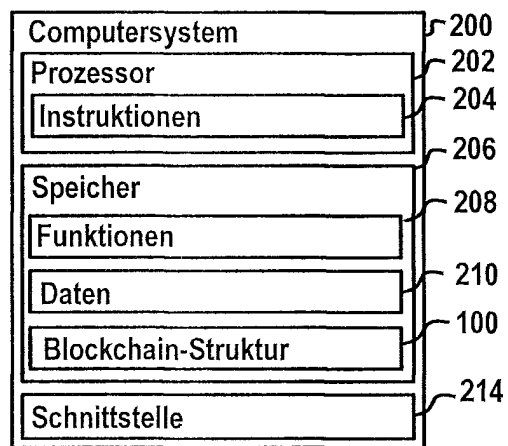 Computersystem 200
Prozessor 202
Instruktionen 204
206
Speicher
208
Funktionen
210
Daten
100
Blockchain-Struktur
214
Schnittstelle